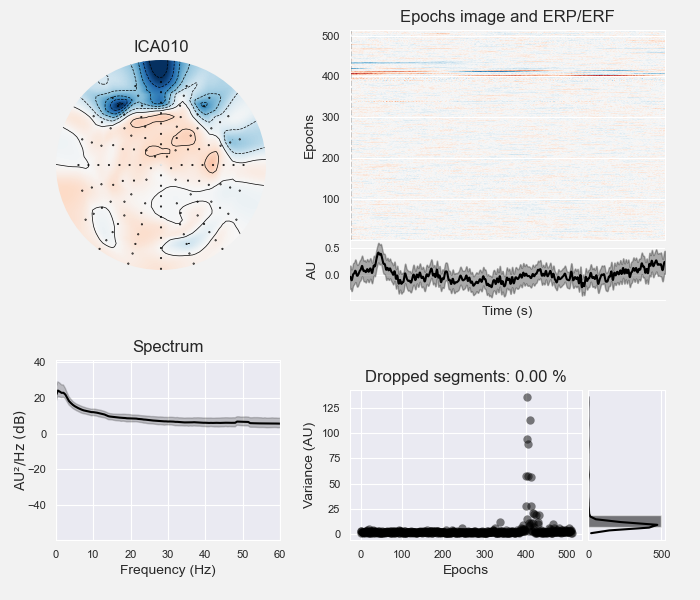 ICA010
Epochs image and ERP/ERF
500
400
300
200
100
Epochs
0.5
0.0
AU
Time (s)
Spectrum
40
20
0
−20
−40
AU²/Hz (dB)
0 10 20 30 40 50 60
Frequency (Hz)
Dropped segments: 0.00 %
125
100
75
50
25
0
Variance (AU)
0 100 200 300 400 500
Epochs
0 500